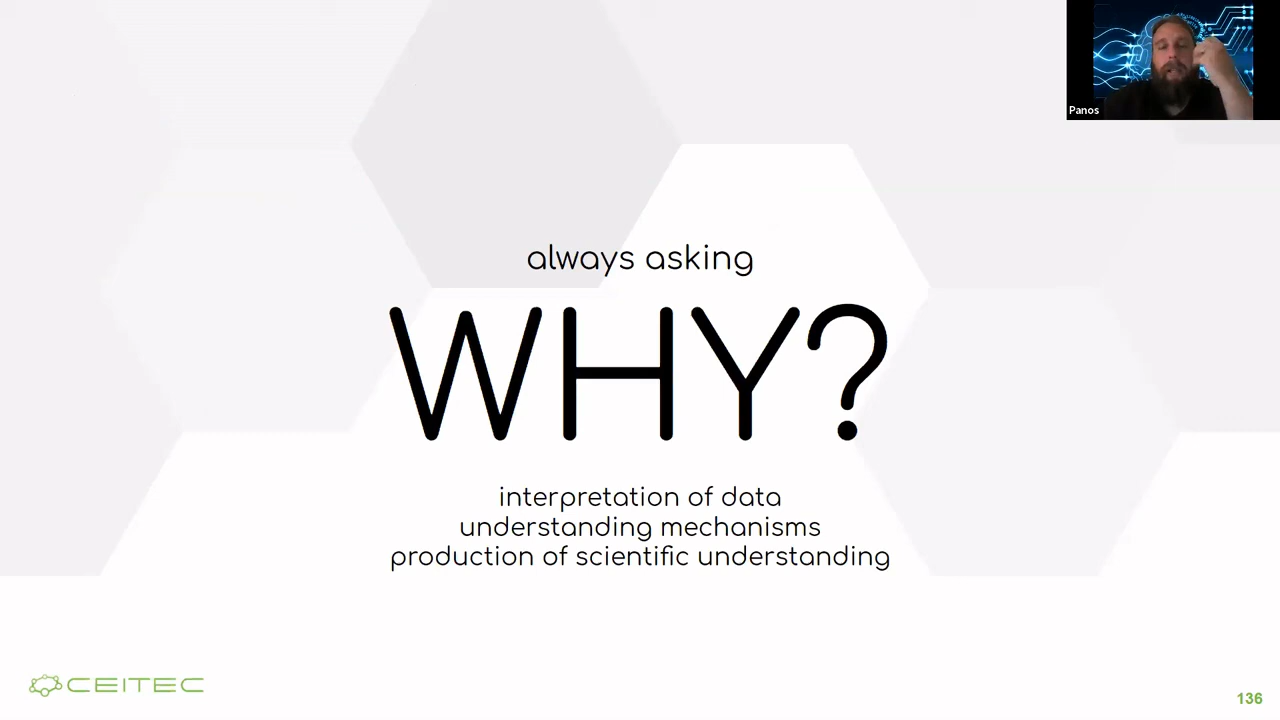 Panos
always asking
WHY?
interpretation of data
understanding mechanisms
production of scientific understanding
CEITEC
136